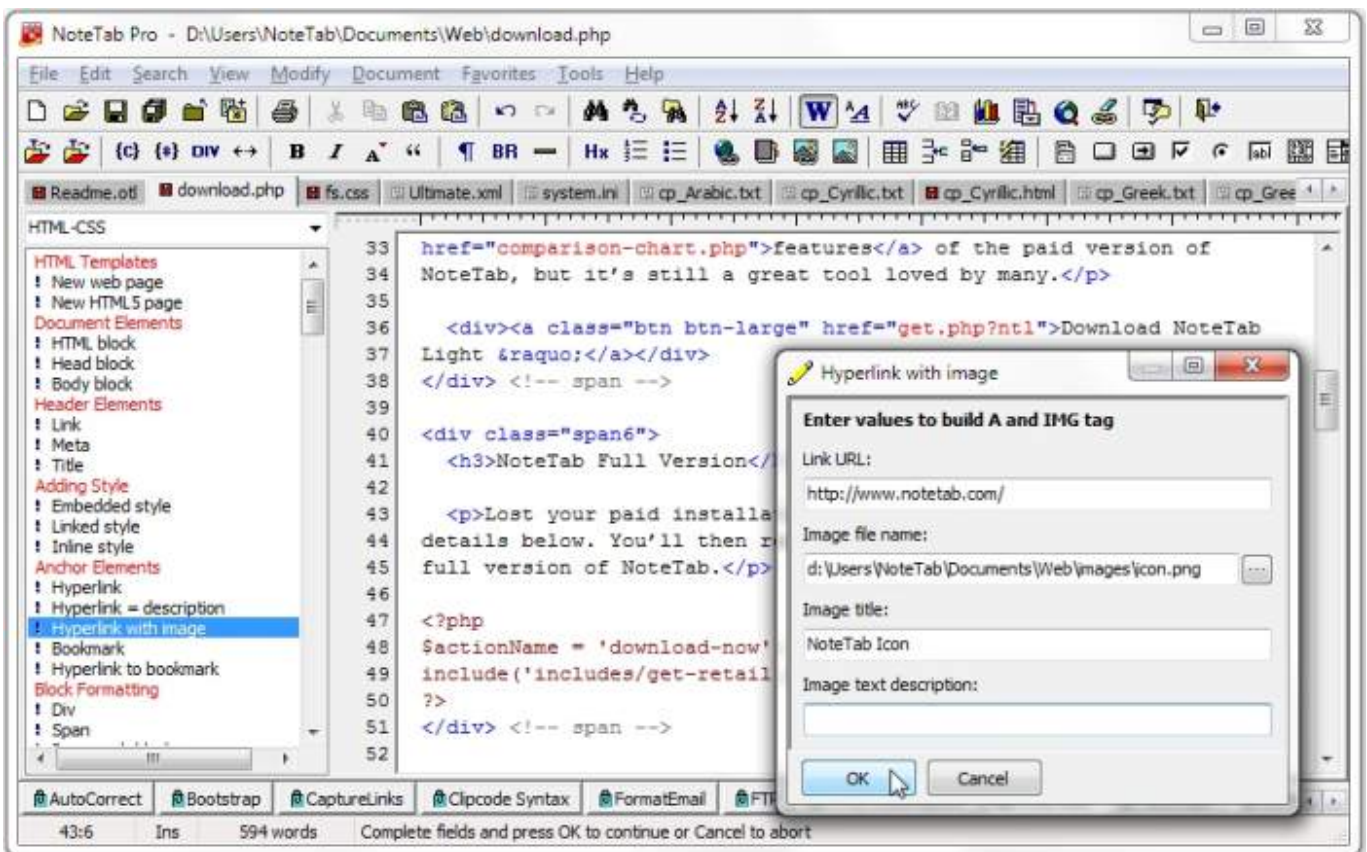 NoteTab Pro - D:\Users\NoteTab\Documents\Web\download.php
File Edit Search View Modify Document Favorites Tools Help
W
{c} {*} DIV B I A “ ¶ BR Hx abl
Readme.otl download.php fs.css Ultimate.xml system.ini cp_Arabic.txt cp_Cyrillic.txt cp_Cyrillic.html cp_Greek.txt cp_Gree
HTML-CSS
HTML Templates
New web page
New HTML5 page
Document Elements
HTML block
Head block
Body block
Header Elements
Link
Meta
Title
Adding Style
Embedded style
Linked style
Inline style
Anchor Elements
Hyperlink
Hyperlink = description
Hyperlink with image
Bookmark
Hyperlink to bookmark
Block Formatting
Div
Span
33 href="comparison-chart.php">features</a> of the paid version of
34 NoteTab, but it’s still a great tool loved by many.</p>
35
36 <div><a class="btn btn-large" href="get.php?ntl">Download NoteTab
37 Light &raquo;</a></div>
38 </div> <!-- span -->
39
40 <div class="span6">
41 <h3>NoteTab Full Version</
42
43 <p>Lost your paid installa
44 details below. You’ll then r
45 full version of NoteTab.</p>
46
47 <?php
48 $actionName = 'download-now'
49 include('includes/get-retail
50 ?>
51 </div> <!-- span -->
52
Hyperlink with image
Enter values to build A and IMG tag
Link URL:
http://www.notetab.com/
Image file name:
d:\Users\NoteTab\Documents\Web\images\icon.png
...
Image title:
NoteTab Icon
Image text description:
OK Cancel
AutoCorrect Bootstrap CaptureLinks Clipcode Syntax FormatEmail FTP
43:6 Ins 594 words Complete fields and press OK to continue or Cancel to abort